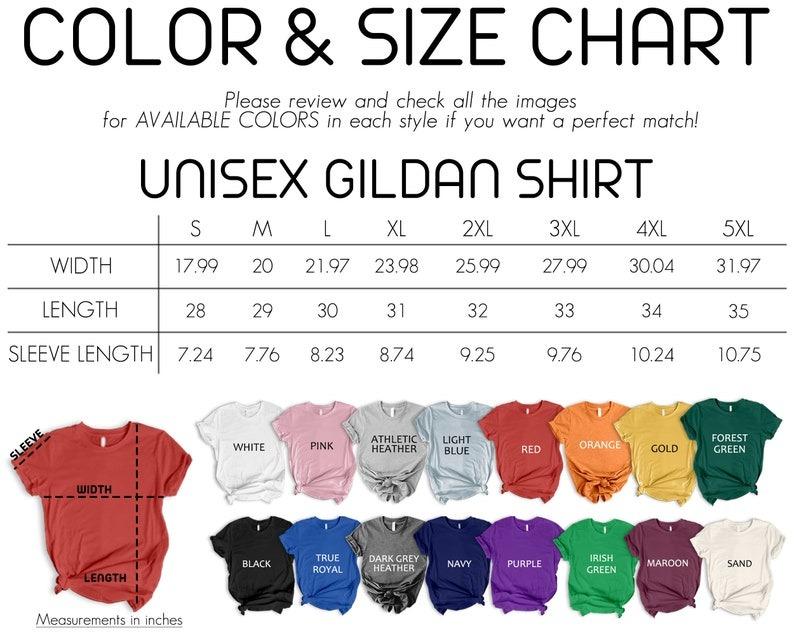 COLOR & SIZE CHART
Please review and check all the images
for AVAILABLE COLORS in each style if you want a perfect match!
UNISEX GILDAN SHIRT
S M L XL 2XL 3XL 4XL 5XL
WIDTH 17.99 20 21.97 23.98 25.99 27.99 30.04 31.97
LENGTH 28 29 30 31 32 33 34 35
SLEEVE LENGTH 7.24 7.76 8.23 8.74 9.25 9.76 10.24 10.75
SLEEVE
WIDTH
LENGTH
Measurements in inches
WHITE
PINK
ATHLETIC
HEATHER
LIGHT
BLUE
RED
ORANGE
GOLD
FOREST
GREEN
BLACK
TRUE
ROYAL
DARK GREY
HEATHER
NAVY
PURPLE
IRISH
GREEN
MAROON
SAND